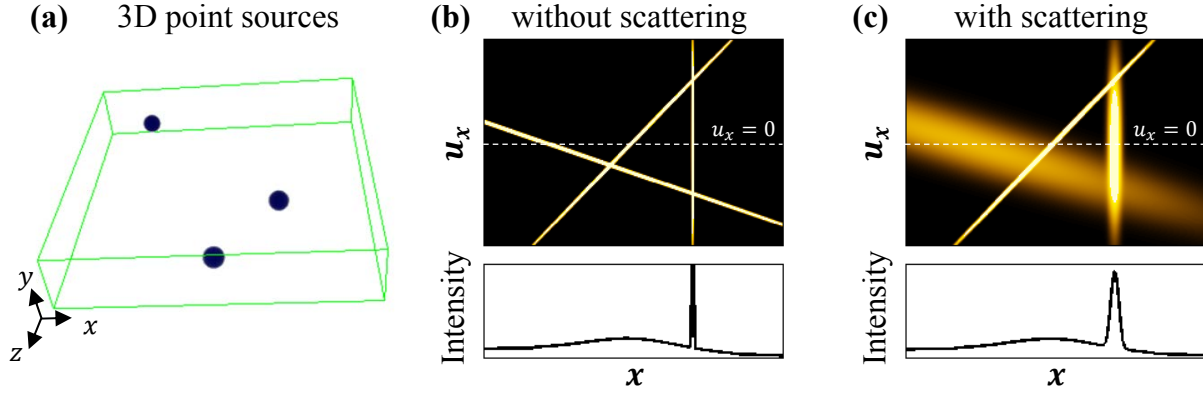 (a) 3D point sources
y
x
z
(b) without scattering
u_x
u_x = 0
Intensity
x
(c) with scattering
u_x
u_x = 0
Intensity
x